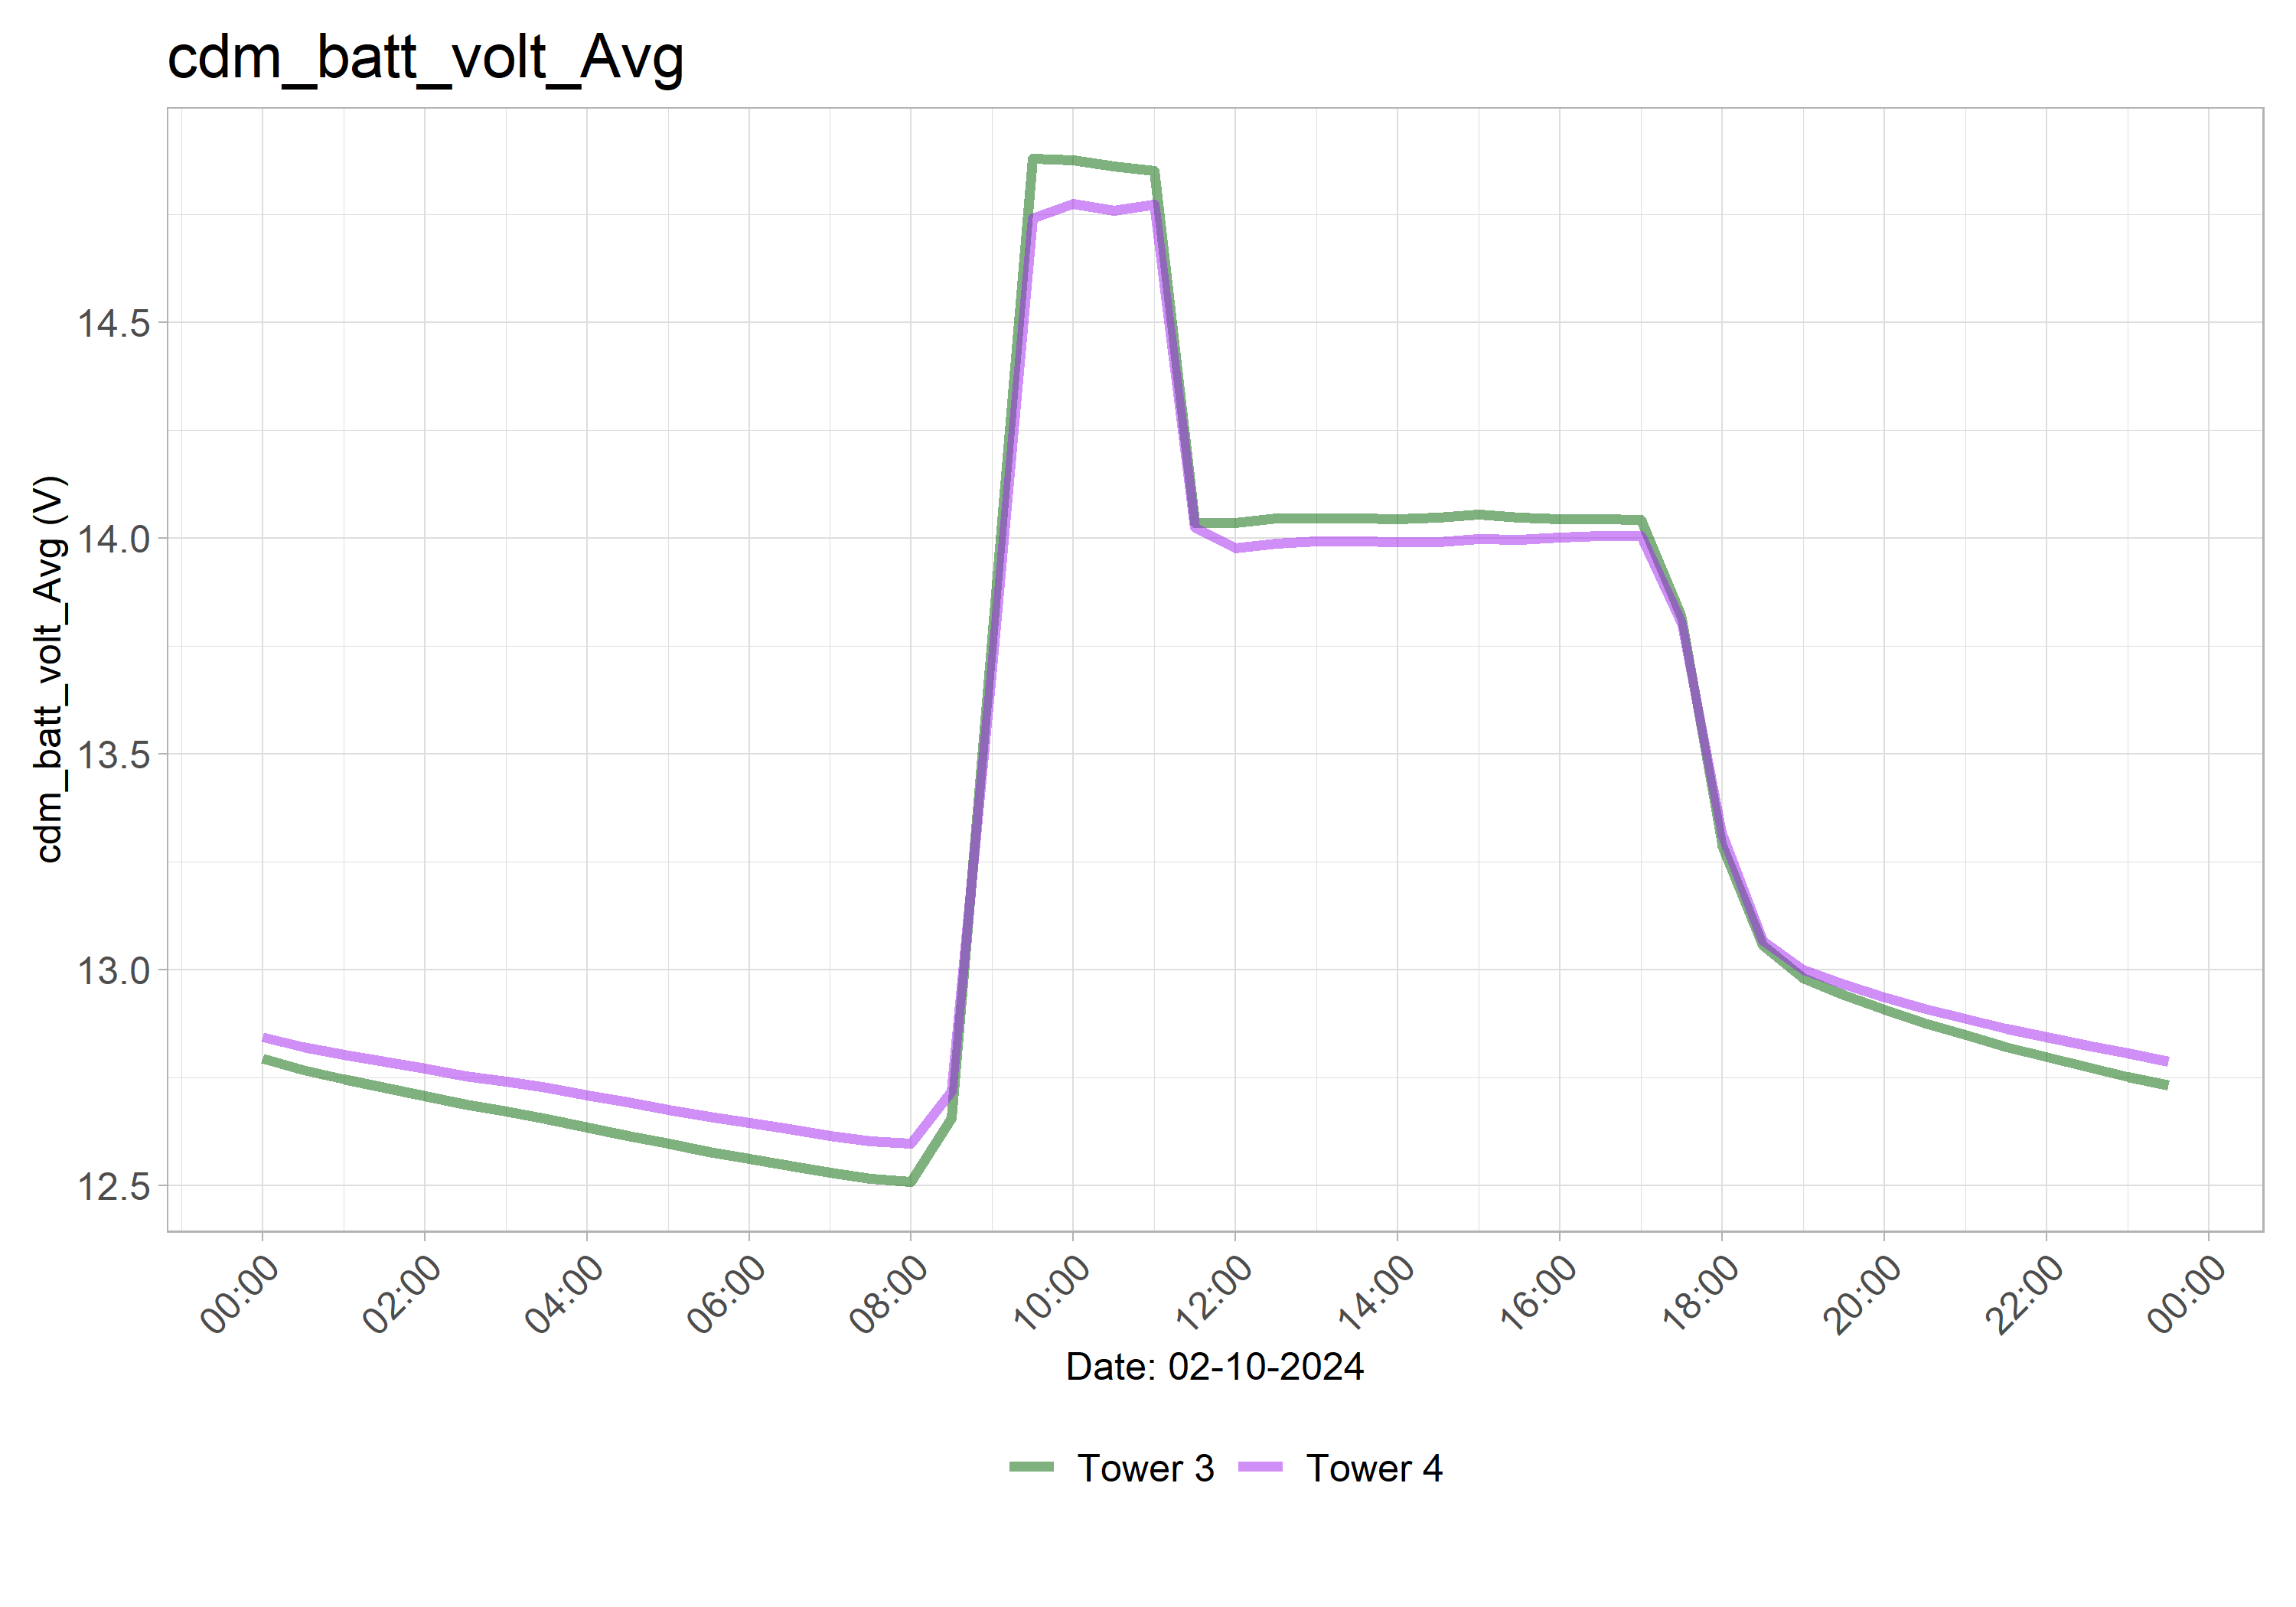 cdm_batt_volt_Avg
cdm_batt_volt_Avg (V)
14.5
14.0
13.5
13.0
12.5
00:00 02:00 04:00 06:00 08:00 10:00 12:00 14:00 16:00 18:00 20:00 22:00 00:00
Date: 02-10-2024
Tower 3 Tower 4